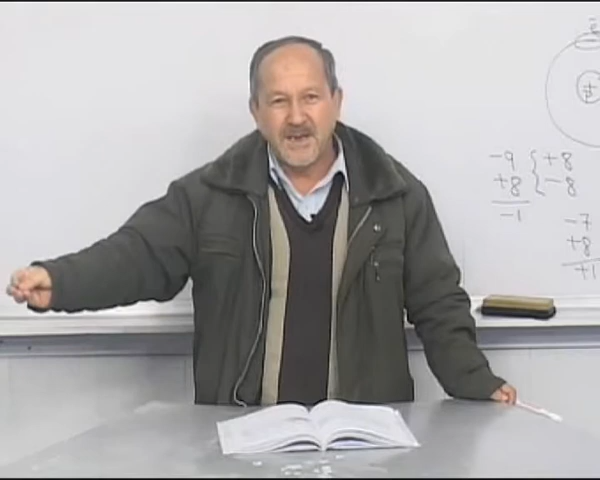 e⁻
+
-9 { +8
+8 { -8
-1
-7
+8
+1